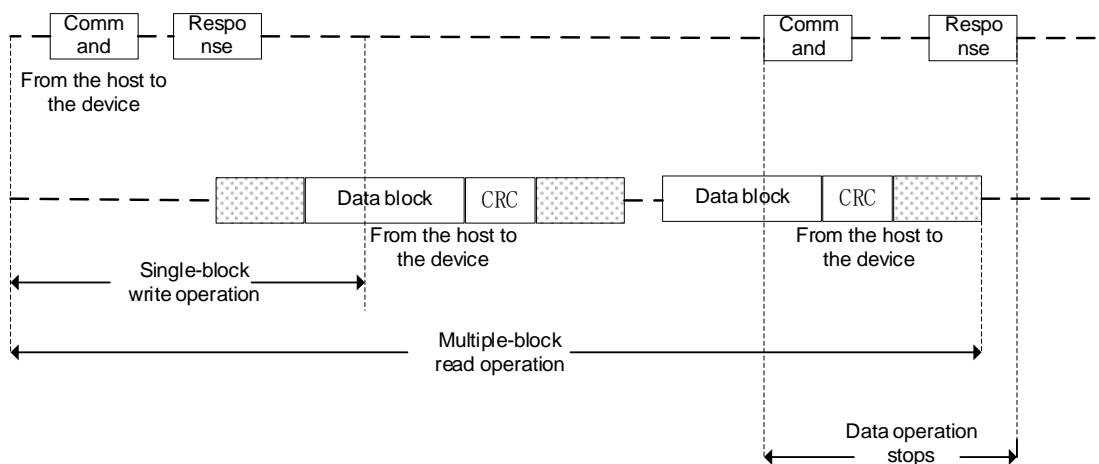 Comm
and
Respo
nse
Comm
and
Respo
nse
From the host to
the device
Data block
CRC
Data block
CRC
From the host to
the device
From the host to
the device
Single-block
write operation
Multiple-block
read operation
Data operation
stops